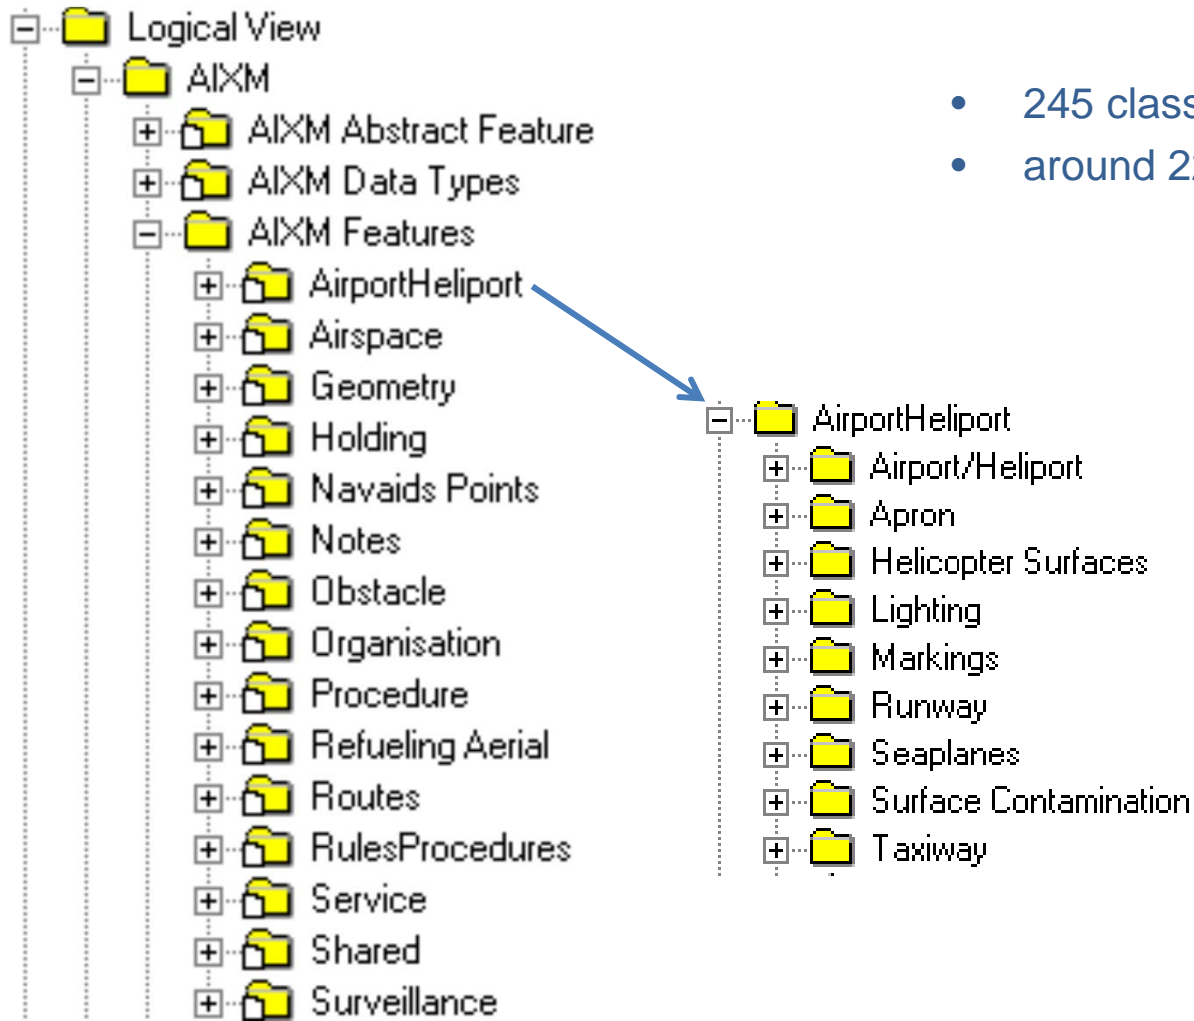 Logical View
AIXM
AIXM Abstract Feature
AIXM Data Types
AIXM Features
AirportHeliport
Airspace
Geometry
Holding
Navaids Points
Notes
Obstacle
Organisation
Procedure
Refueling Aerial
Routes
RulesProcedures
Service
Shared
Surveillance
• 245
• around
AirportHeliport
Airport/Heliport
Apron
Helicopter Surfaces
Lighting
Markings
Runway
Seaplanes
Surface Contamination
Taxiway